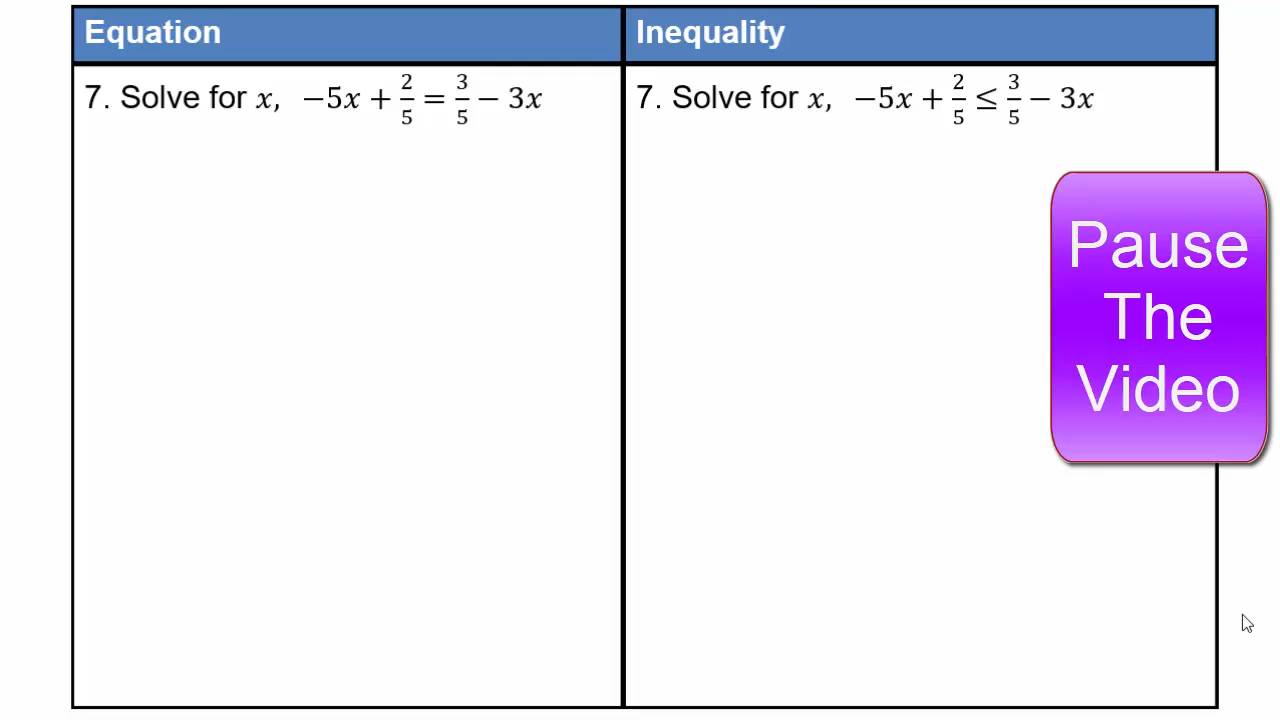 Equation
Inequality
7. Solve for x, −5x + 2/5 = 3/5 − 3x
7. Solve for x, −5x + 2/5 ≤ 3/5 − 3x
Pause
The
Video